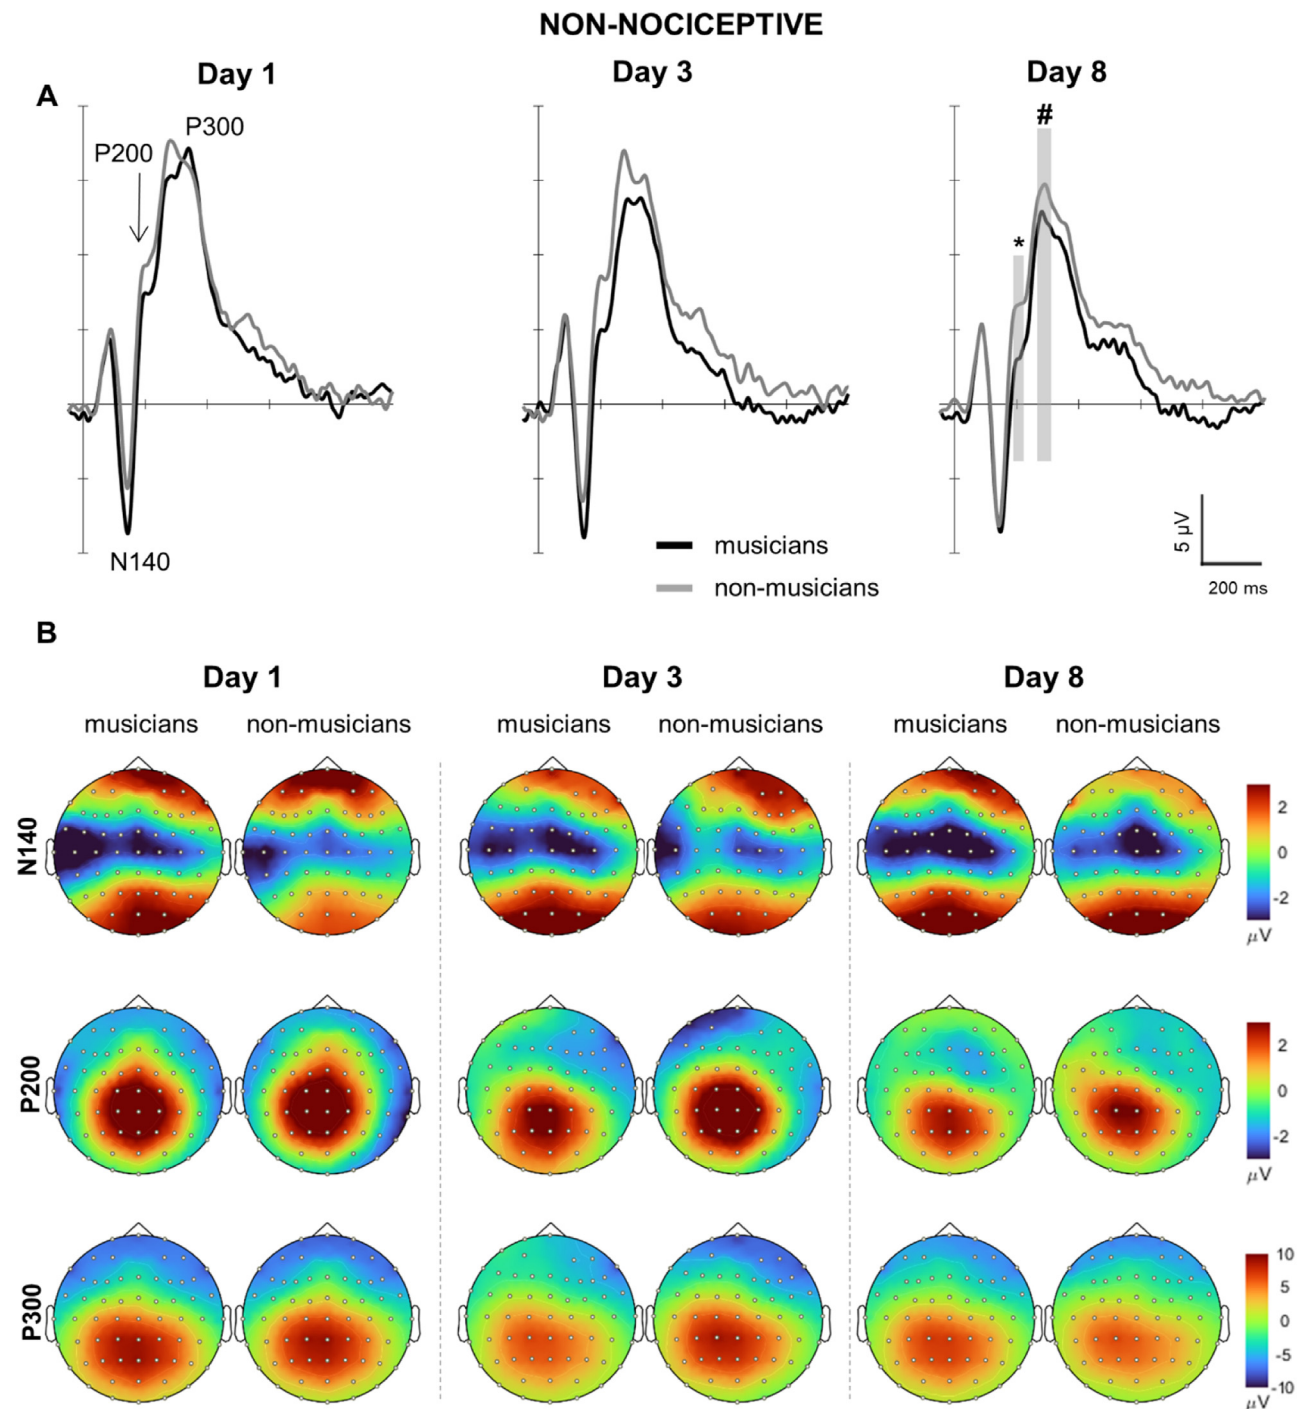 NON-NOCICEPTIVE
Day 1 Day 3 Day 8
A
#
P300
P200
*
N140
musicians
non-musicians
5 µV
200 ms
B
Day 1 Day 3 Day 8
musicians non-musicians musicians non-musicians musicians non-musicians
N140
2
0
-2
µV
P200
2
0
-2
µV
P300
10
5
0
-5
-10
µV